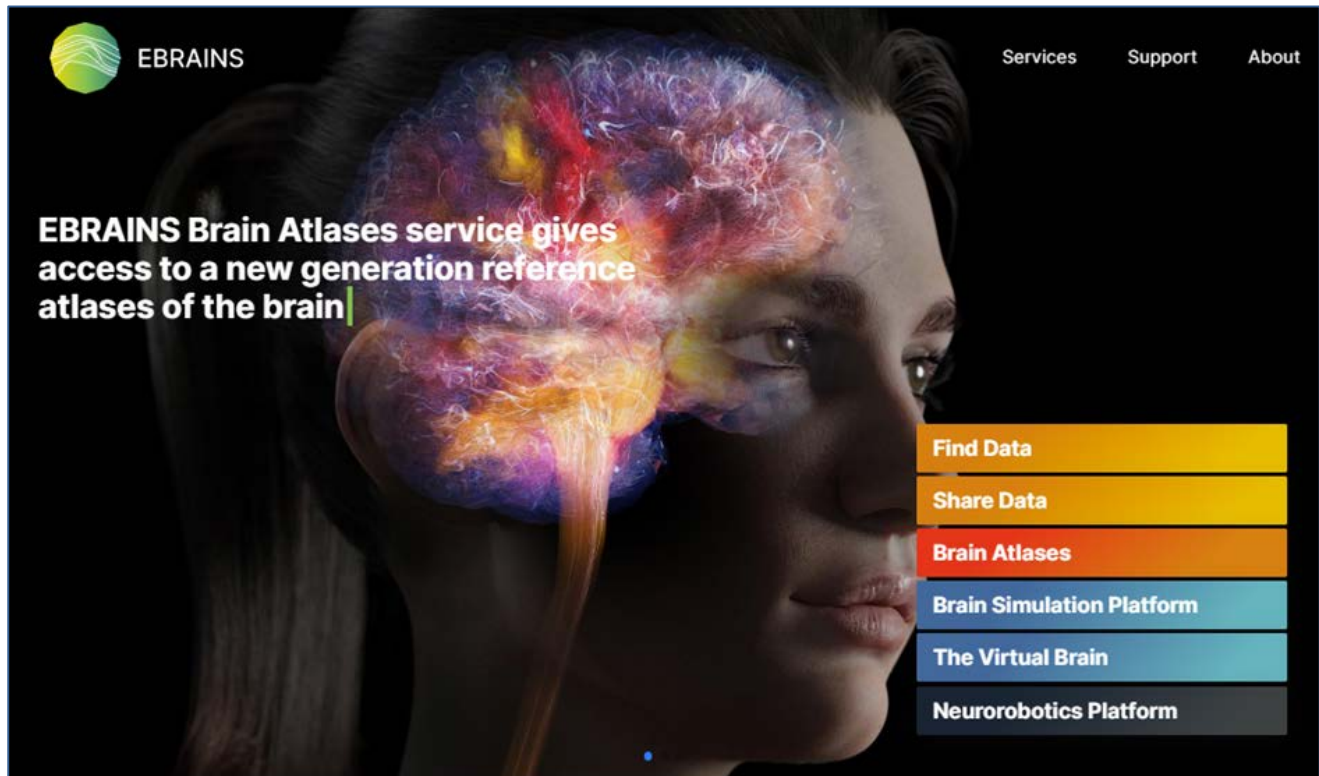 EBRAINS
Services
Support
About
EBRAINS Brain Atlases service gives
access to a new generation reference
atlases of the brain
Find Data
Share Data
Brain Atlases
Brain Simulation Platform
The Virtual Brain
Neurorobotics Platform